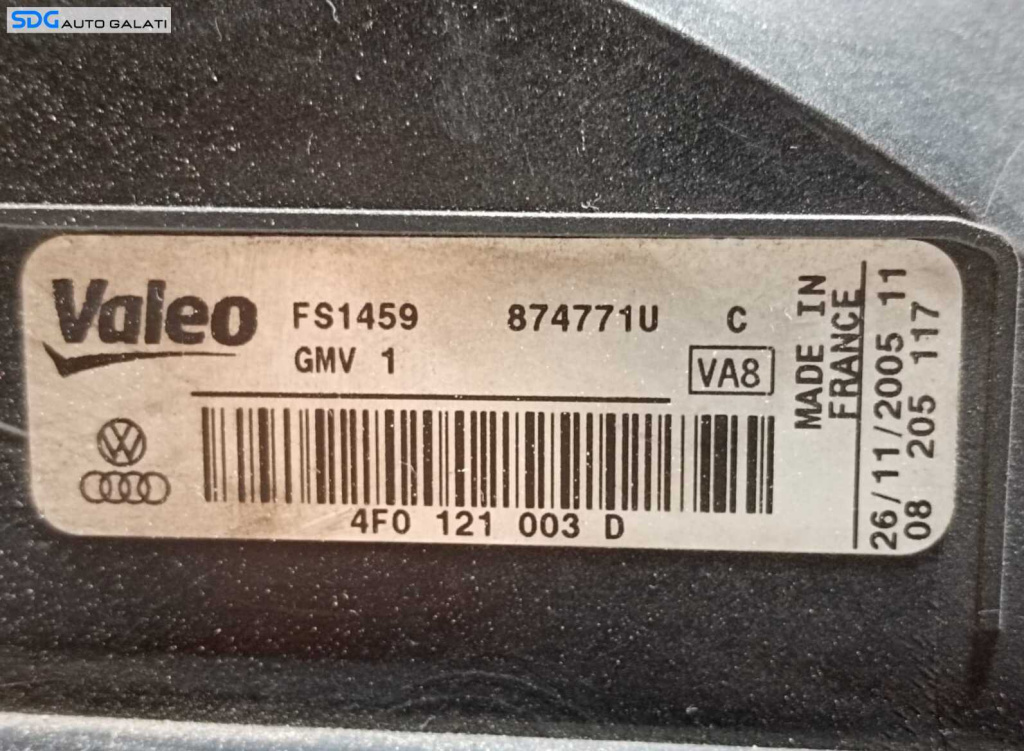 SDG AUTO GALATI
Valeo FS1459 874771U C
GMV 1 VA8
4F0 121 003 D
MADE IN
FRANCE
26/11/2005 11
08 205 117